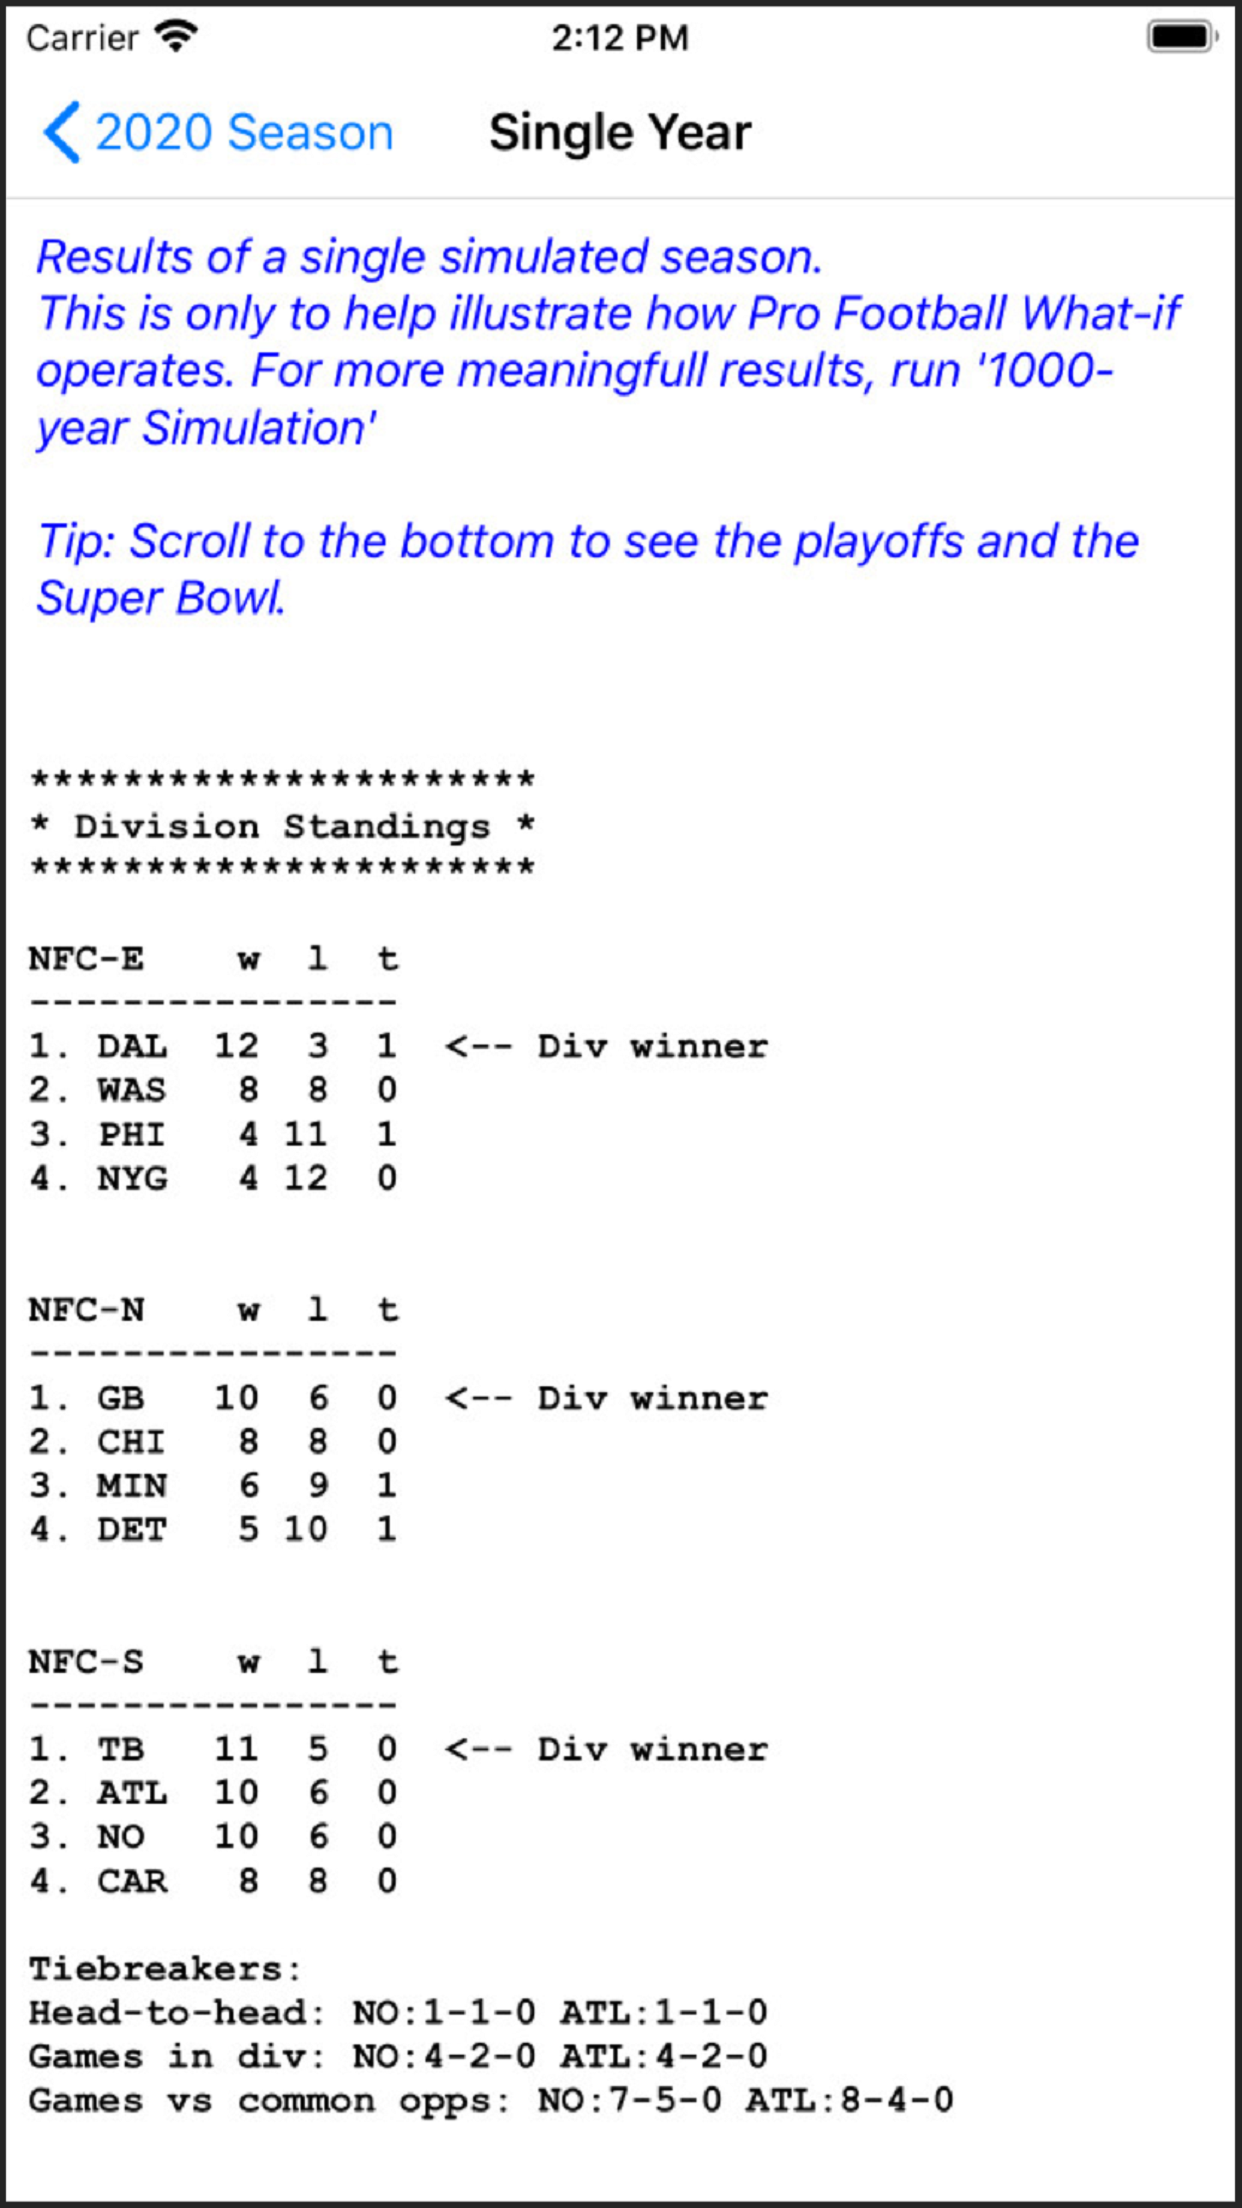 Carrier 2:12 PM
2020 Season Single Year
Results of a single simulated season.
This is only to help illustrate how Pro Football What-if
operates. For more meaningfull results, run '1000-
year Simulation'
Tip: Scroll to the bottom to see the playoffs and the
Super Bowl.
**********************
* Division Standings *
**********************
NFC-E    w  l  t
----------------
1. DAL  12  3  1  <-- Div winner
2. WAS   8  8  0
3. PHI   4 11  1
4. NYG   4 12  0
NFC-N    w  l  t
----------------
1. GB   10  6  0  <-- Div winner
2. CHI   8  8  0
3. MIN   6  9  1
4. DET   5 10  1
NFC-S    w  l  t
----------------
1. TB   11  5  0  <-- Div winner
2. ATL  10  6  0
3. NO   10  6  0
4. CAR   8  8  0
Tiebreakers:
Head-to-head: NO:1-1-0 ATL:1-1-0
Games in div: NO:4-2-0 ATL:4-2-0
Games vs common opps: NO:7-5-0 ATL:8-4-0